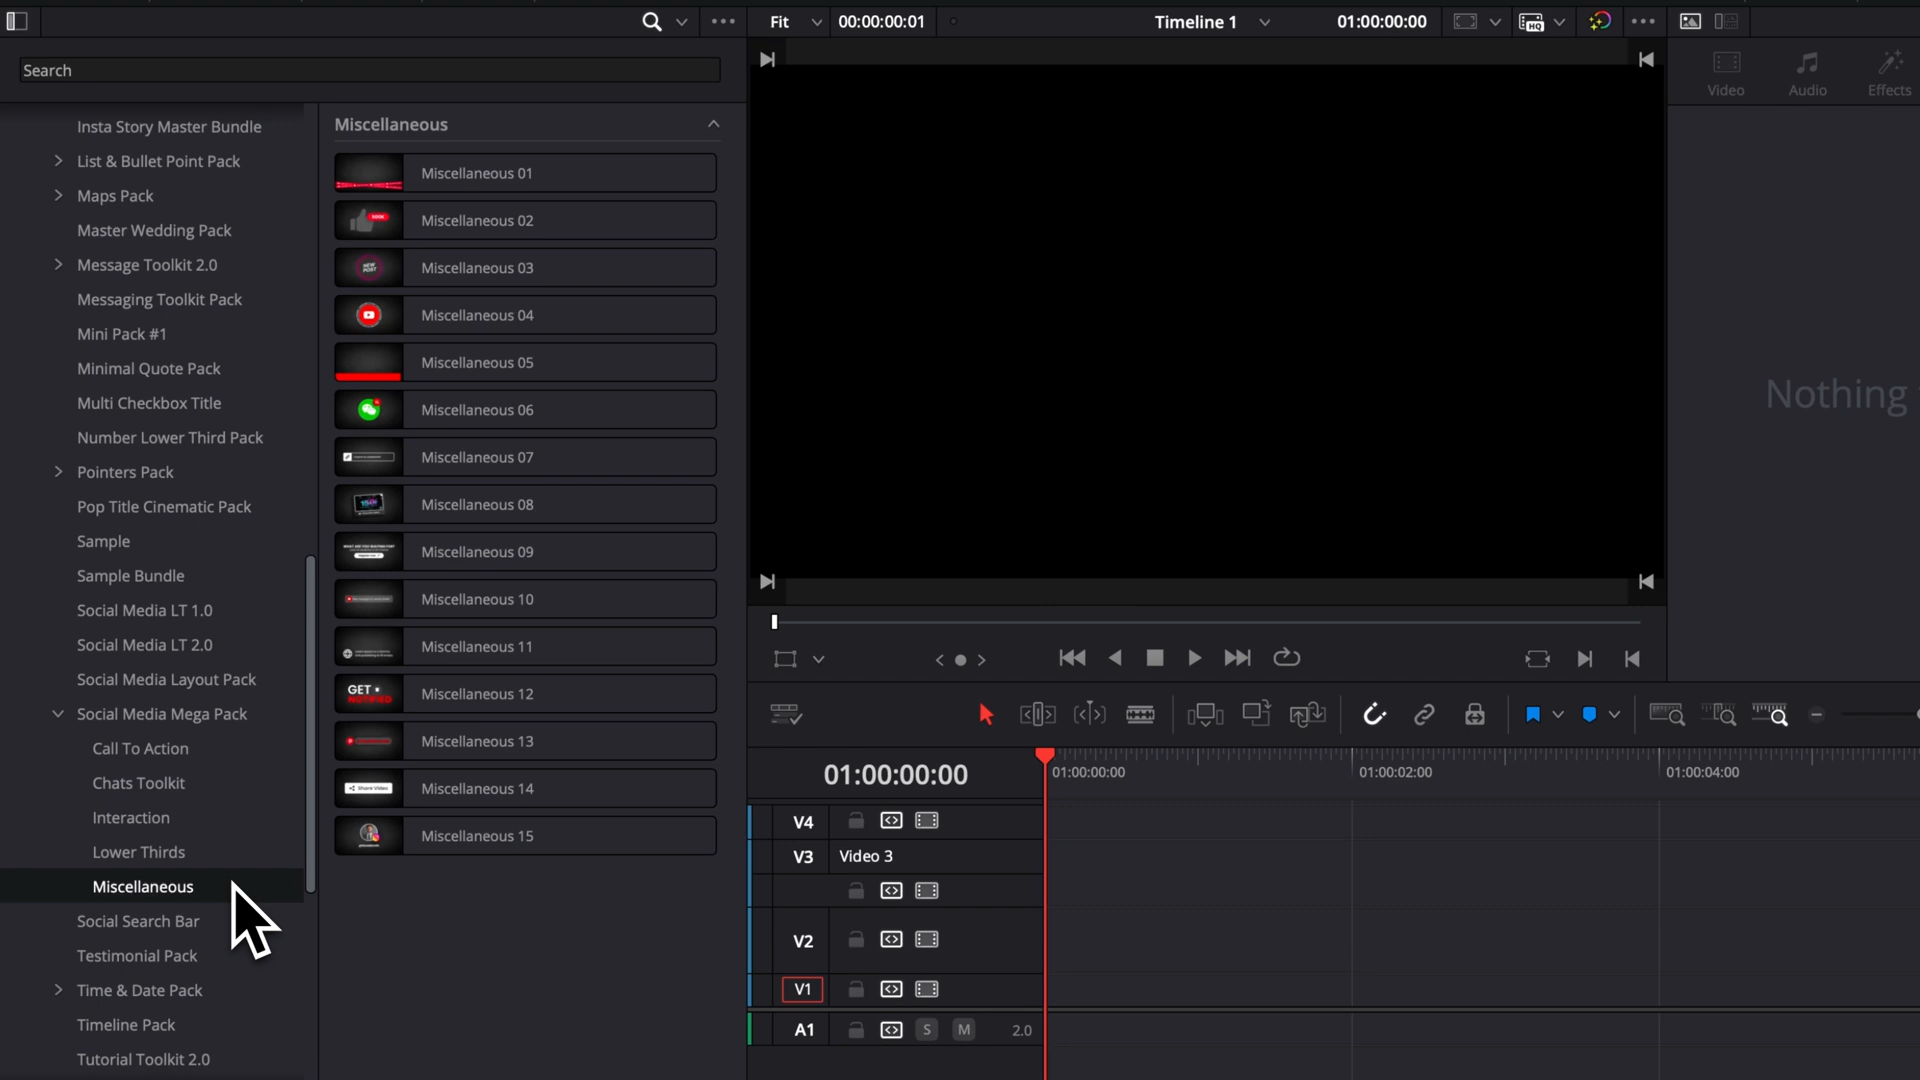 Fit
00:00:00:01
Timeline 1
01:00:00:00
HQ
Search
Video
Audio
Effects
Insta Story Master Bundle
List & Bullet Point Pack
Maps Pack
Master Wedding Pack
Message Toolkit 2.0
Messaging Toolkit Pack
Mini Pack #1
Minimal Quote Pack
Multi Checkbox Title
Number Lower Third Pack
Pointers Pack
Pop Title Cinematic Pack
Sample
Sample Bundle
Social Media LT 1.0
Social Media LT 2.0
Social Media Layout Pack
Social Media Mega Pack
Call To Action
Chats Toolkit
Interaction
Lower Thirds
Miscellaneous
Social Search Bar
Testimonial Pack
Time & Date Pack
Timeline Pack
Tutorial Toolkit 2.0
Miscellaneous
Miscellaneous 01
Miscellaneous 02
NEW POST
Miscellaneous 03
Miscellaneous 04
Miscellaneous 05
Miscellaneous 06
Miscellaneous 07
Miscellaneous 08
Miscellaneous 09
Miscellaneous 10
Miscellaneous 11
GET
NOTIFIED
Miscellaneous 12
Miscellaneous 13
Share Video
Miscellaneous 14
Miscellaneous 15
Nothing
01:00:00:00
01:00:00:00
01:00:02:00
01:00:04:00
V4
V3
Video 3
V2
V1
A1
S
M
2.0